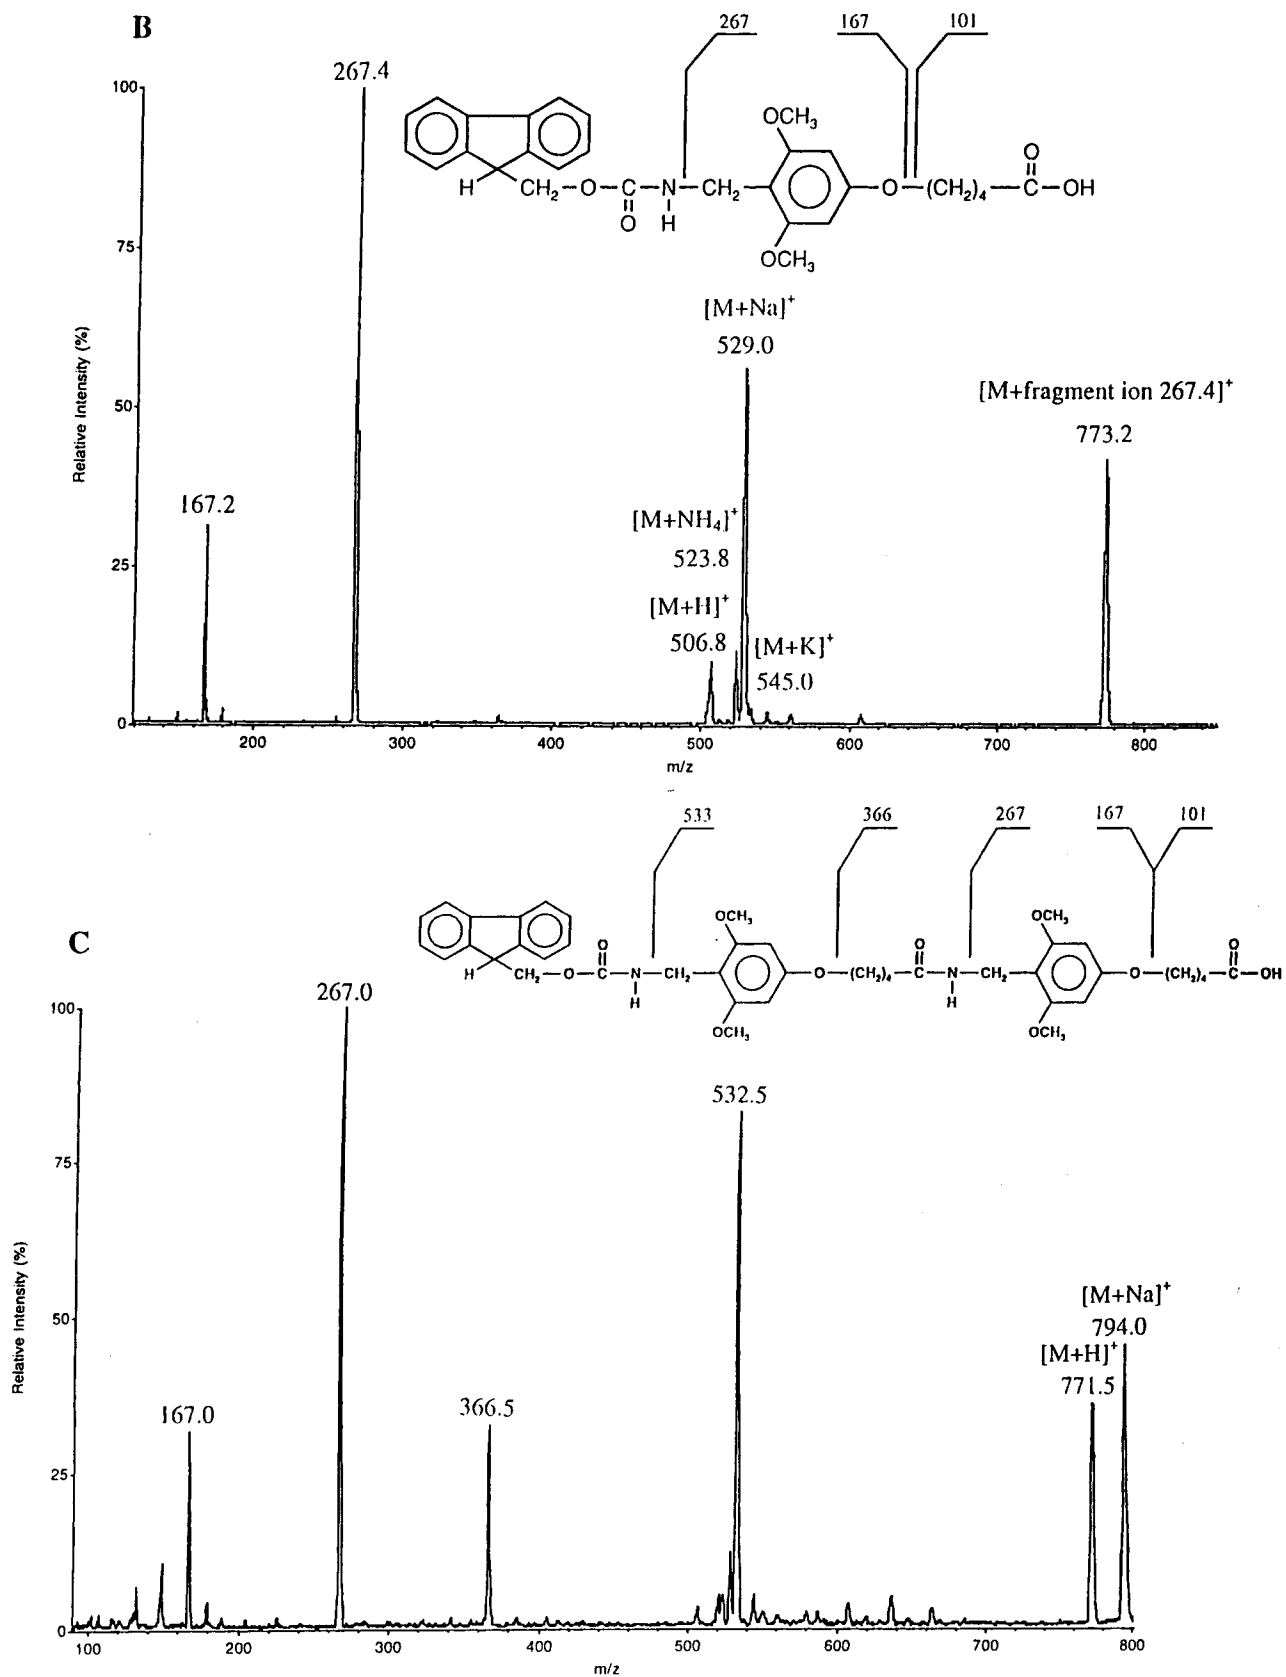 B
267
167
101
267.4
100
OCH₃
H
CH₂-O-C-N-CH₂
O
H
O-(CH₂)₄
O
C-OH
OCH₃
75
[M+Na]⁺
529.0
[M+fragment ion 267.4]⁺
773.2
50
Relative Intensity (%)
167.2
[M+NH₄]⁺
523.8
[M+H]⁺
506.8
[M+K]⁺
545.0
25
0
200
300
400
500
600
700
800
m/z
533
366
267
167
101
C
OCH₃
OCH₃
O
O
O
H
CH₂-O-C-N-CH₂
O-(CH₂)₄-C-N-CH₂
O-(CH₂)₄-C-OH
H
H
OCH₃
OCH₃
267.0
100
532.5
75
Relative Intensity (%)
50
[M+Na]⁺
794.0
[M+H]⁺
771.5
366.5
167.0
25
0
100
200
300
400
500
600
700
800
m/z